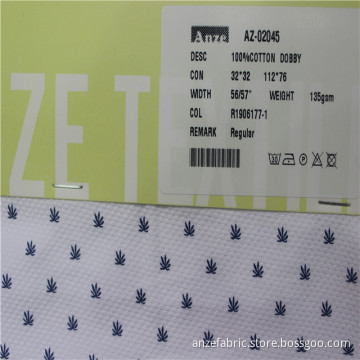 Anze AZ-02045
DESC 100%COTTON DOBBY
CON 32*32 112*76
WIDTH 56/57" WEIGHT 135gsm
COL R1906177-1
REMARK Regular
ZE T
anzefabric.store.bossgoo.com